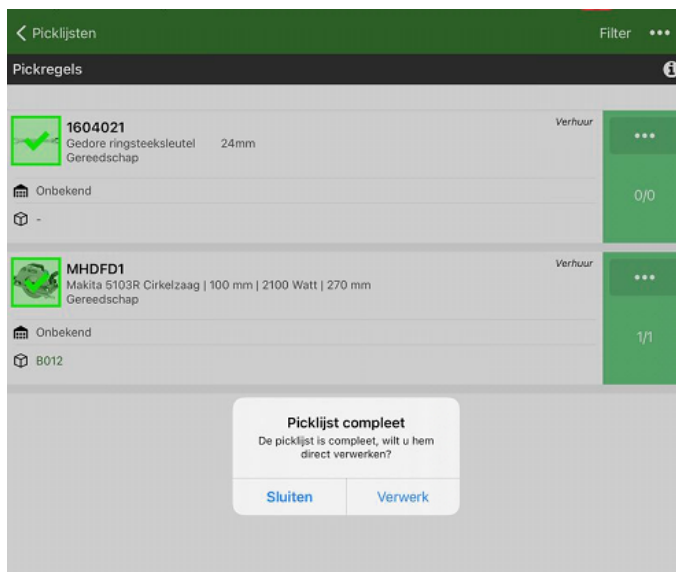 Picklijsten
Filter •••
Pickregels
1604021
Verhuur
•••
Gedore ringsteeksleutel 24mm
Gereedschap
Onbekend
0/0
-
MHDFD1
Verhuur
•••
Makita 5103R Cirkelzaag | 100 mm | 2100 Watt | 270 mm
Gereedschap
Onbekend
1/1
B012
Picklijst compleet
De picklijst is compleet, wilt u hem
direct verwerken?
Sluiten Verwerk